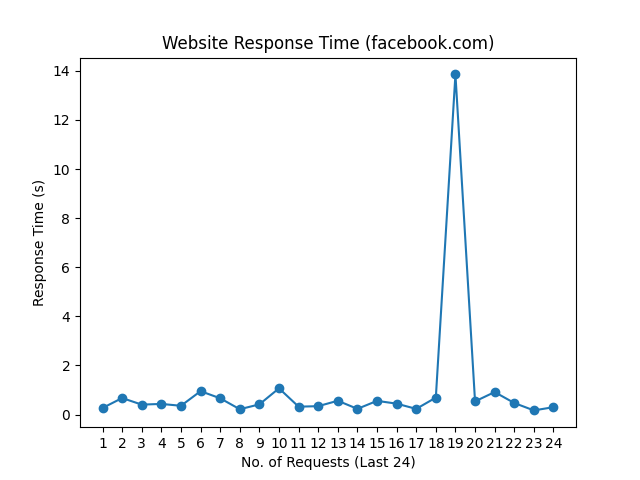 Website Response Time (facebook.com)
14
12
10
8
6
4
2
0
Response Time (s)
1 2 3 4 5 6 7 8 9 10 11 12 13 14 15 16 17 18 19 20 21 22 23 24
No. of Requests (Last 24)